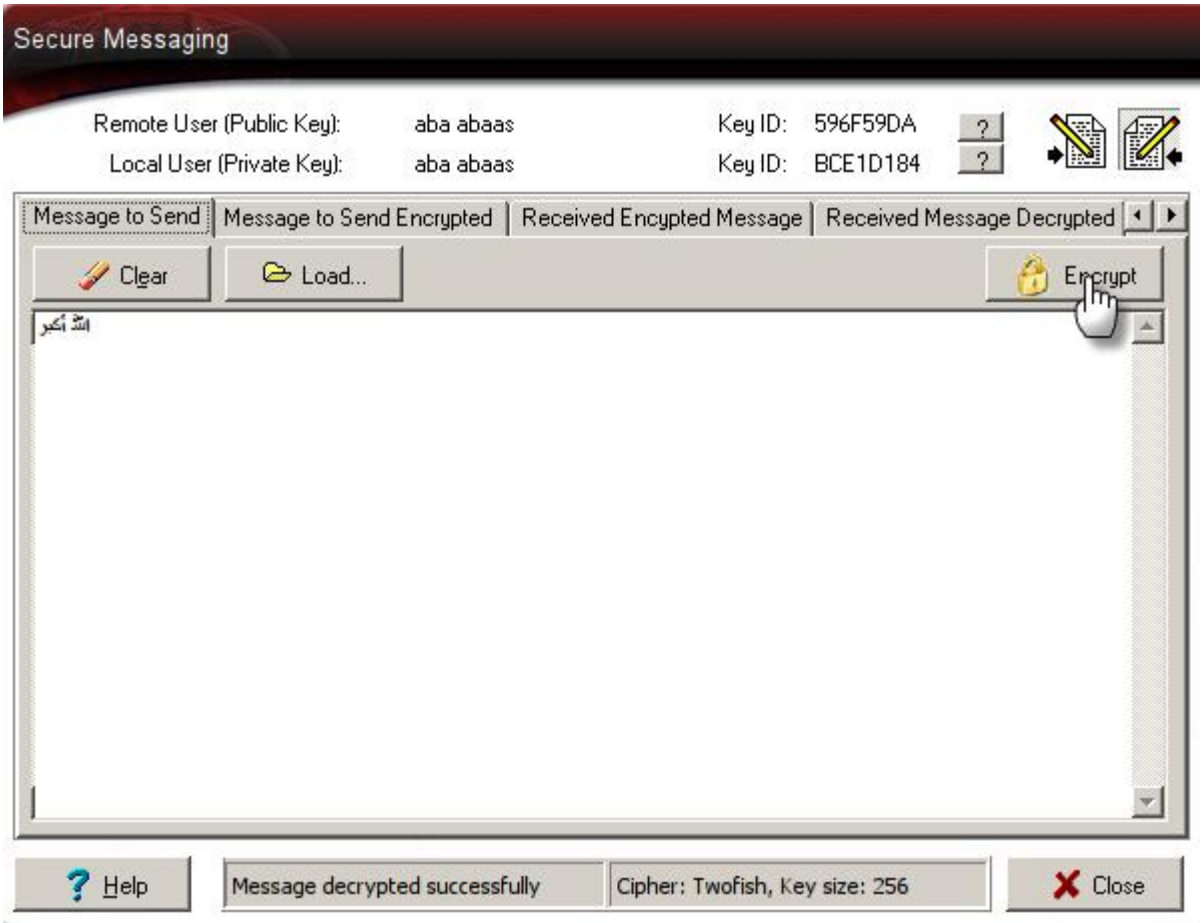 Secure Messaging
Remote User (Public Key): aba abaas Key ID: 596F59DA ?
Local User (Private Key): aba abaas Key ID: BCE1D184 ?
Message to Send Message to Send Encrypted Received Encypted Message Received Message Decrypted
Clear Load... Encrypt
الله أكبر
? Help Message decrypted successfully Cipher: Twofish, Key size: 256 Close